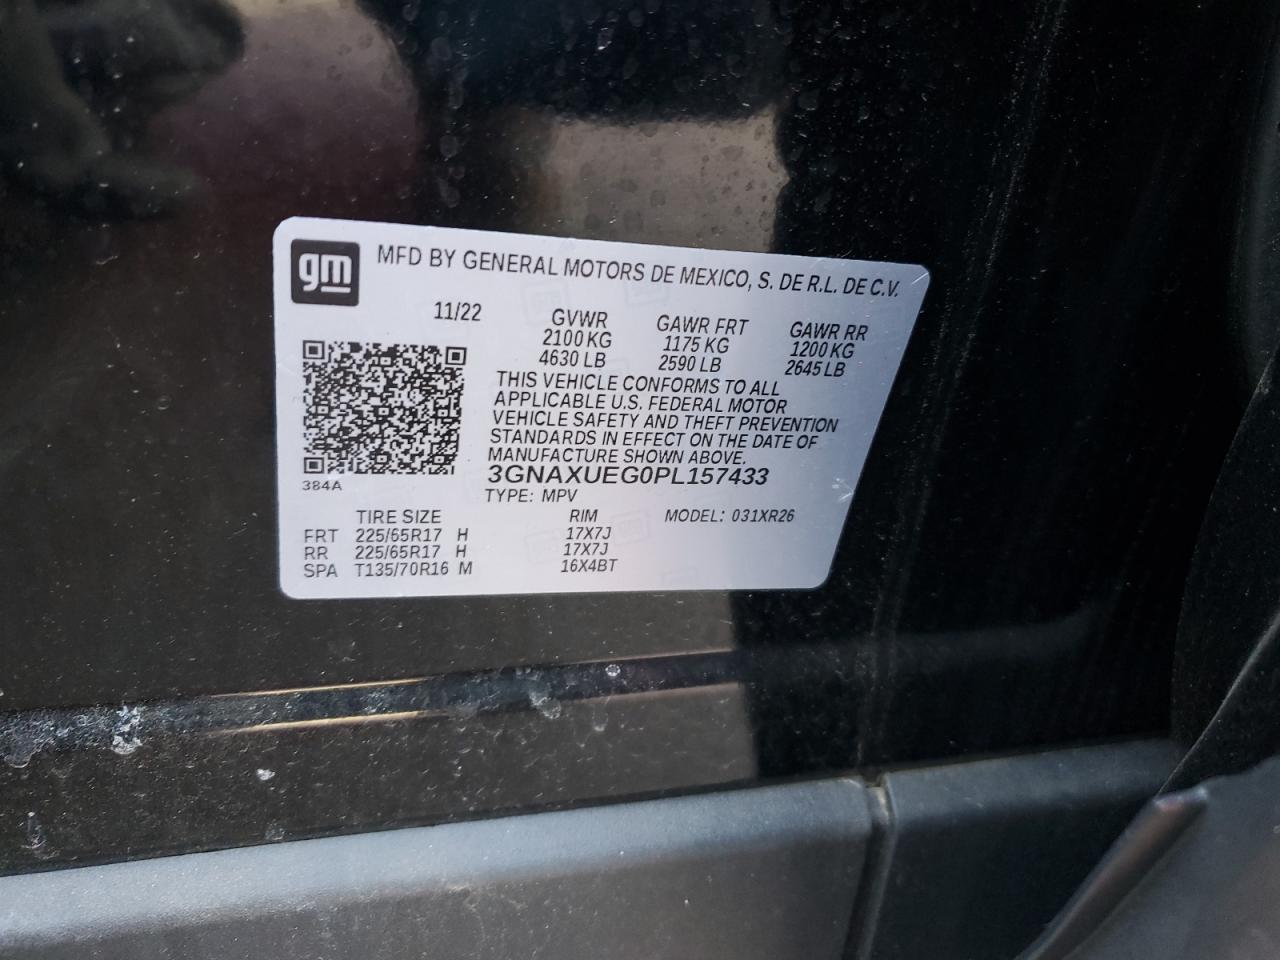 gm MFD BY GENERAL MOTORS DE MEXICO, S. DE R.L. DE C.V.
11/22 GVWR GAWR FRT GAWR RR
2100 KG 1175 KG 1200 KG
4630 LB 2590 LB 2645 LB
THIS VEHICLE CONFORMS TO ALL
APPLICABLE U.S. FEDERAL MOTOR
VEHICLE SAFETY AND THEFT PREVENTION
STANDARDS IN EFFECT ON THE DATE OF
MANUFACTURE SHOWN ABOVE.
3GNAXUEG0PL157433
384A
TYPE: MPV
TIRE SIZE RIM MODEL: 031XR26
FRT 225/65R17 H 17X7J
RR 225/65R17 H 17X7J
SPA T135/70R16 M 16X4BT